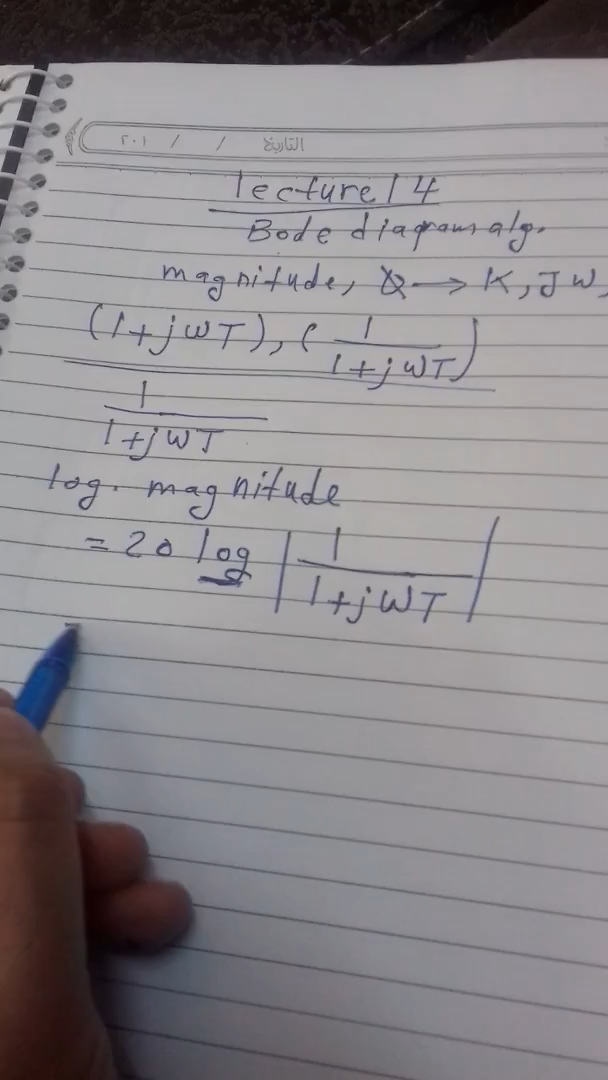 ٢٠١ / / التاريخ
lecture 14
Bode diagram alg.
magnitude, → K, JW,
(1+jWT), (1/(1+jWT))
1/(1+jWT)
log. magnitude
= 20 log |1/(1+jWT)|